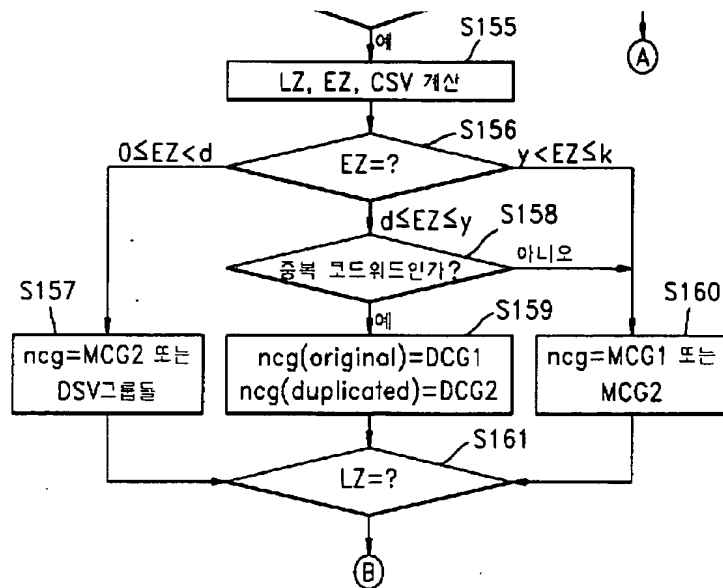 예
S155
A
LZ, EZ, CSV 계산
S156
0≦EZ<d
EZ=?
y<EZ≦k
d≦EZ≦y
S158
중복 코드워드인가?
아니오
S157
예
S159
S160
ncg=MCG2 또는
DSV그룹들
ncg(original)=DCG1
ncg(duplicated)=DCG2
ncg=MCG1 또는
MCG2
S161
LZ=?
B